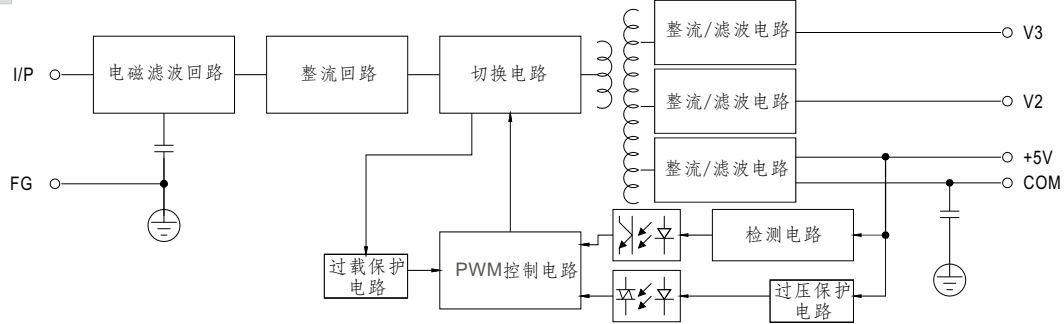 整流/滤波电路
V3
I/P
电磁滤波回路
整流回路
切换电路
整流/滤波电路
V2
整流/滤波电路
+5V
COM
FG
检测电路
过载保护
电路
PWM控制电路
过压保护
电路